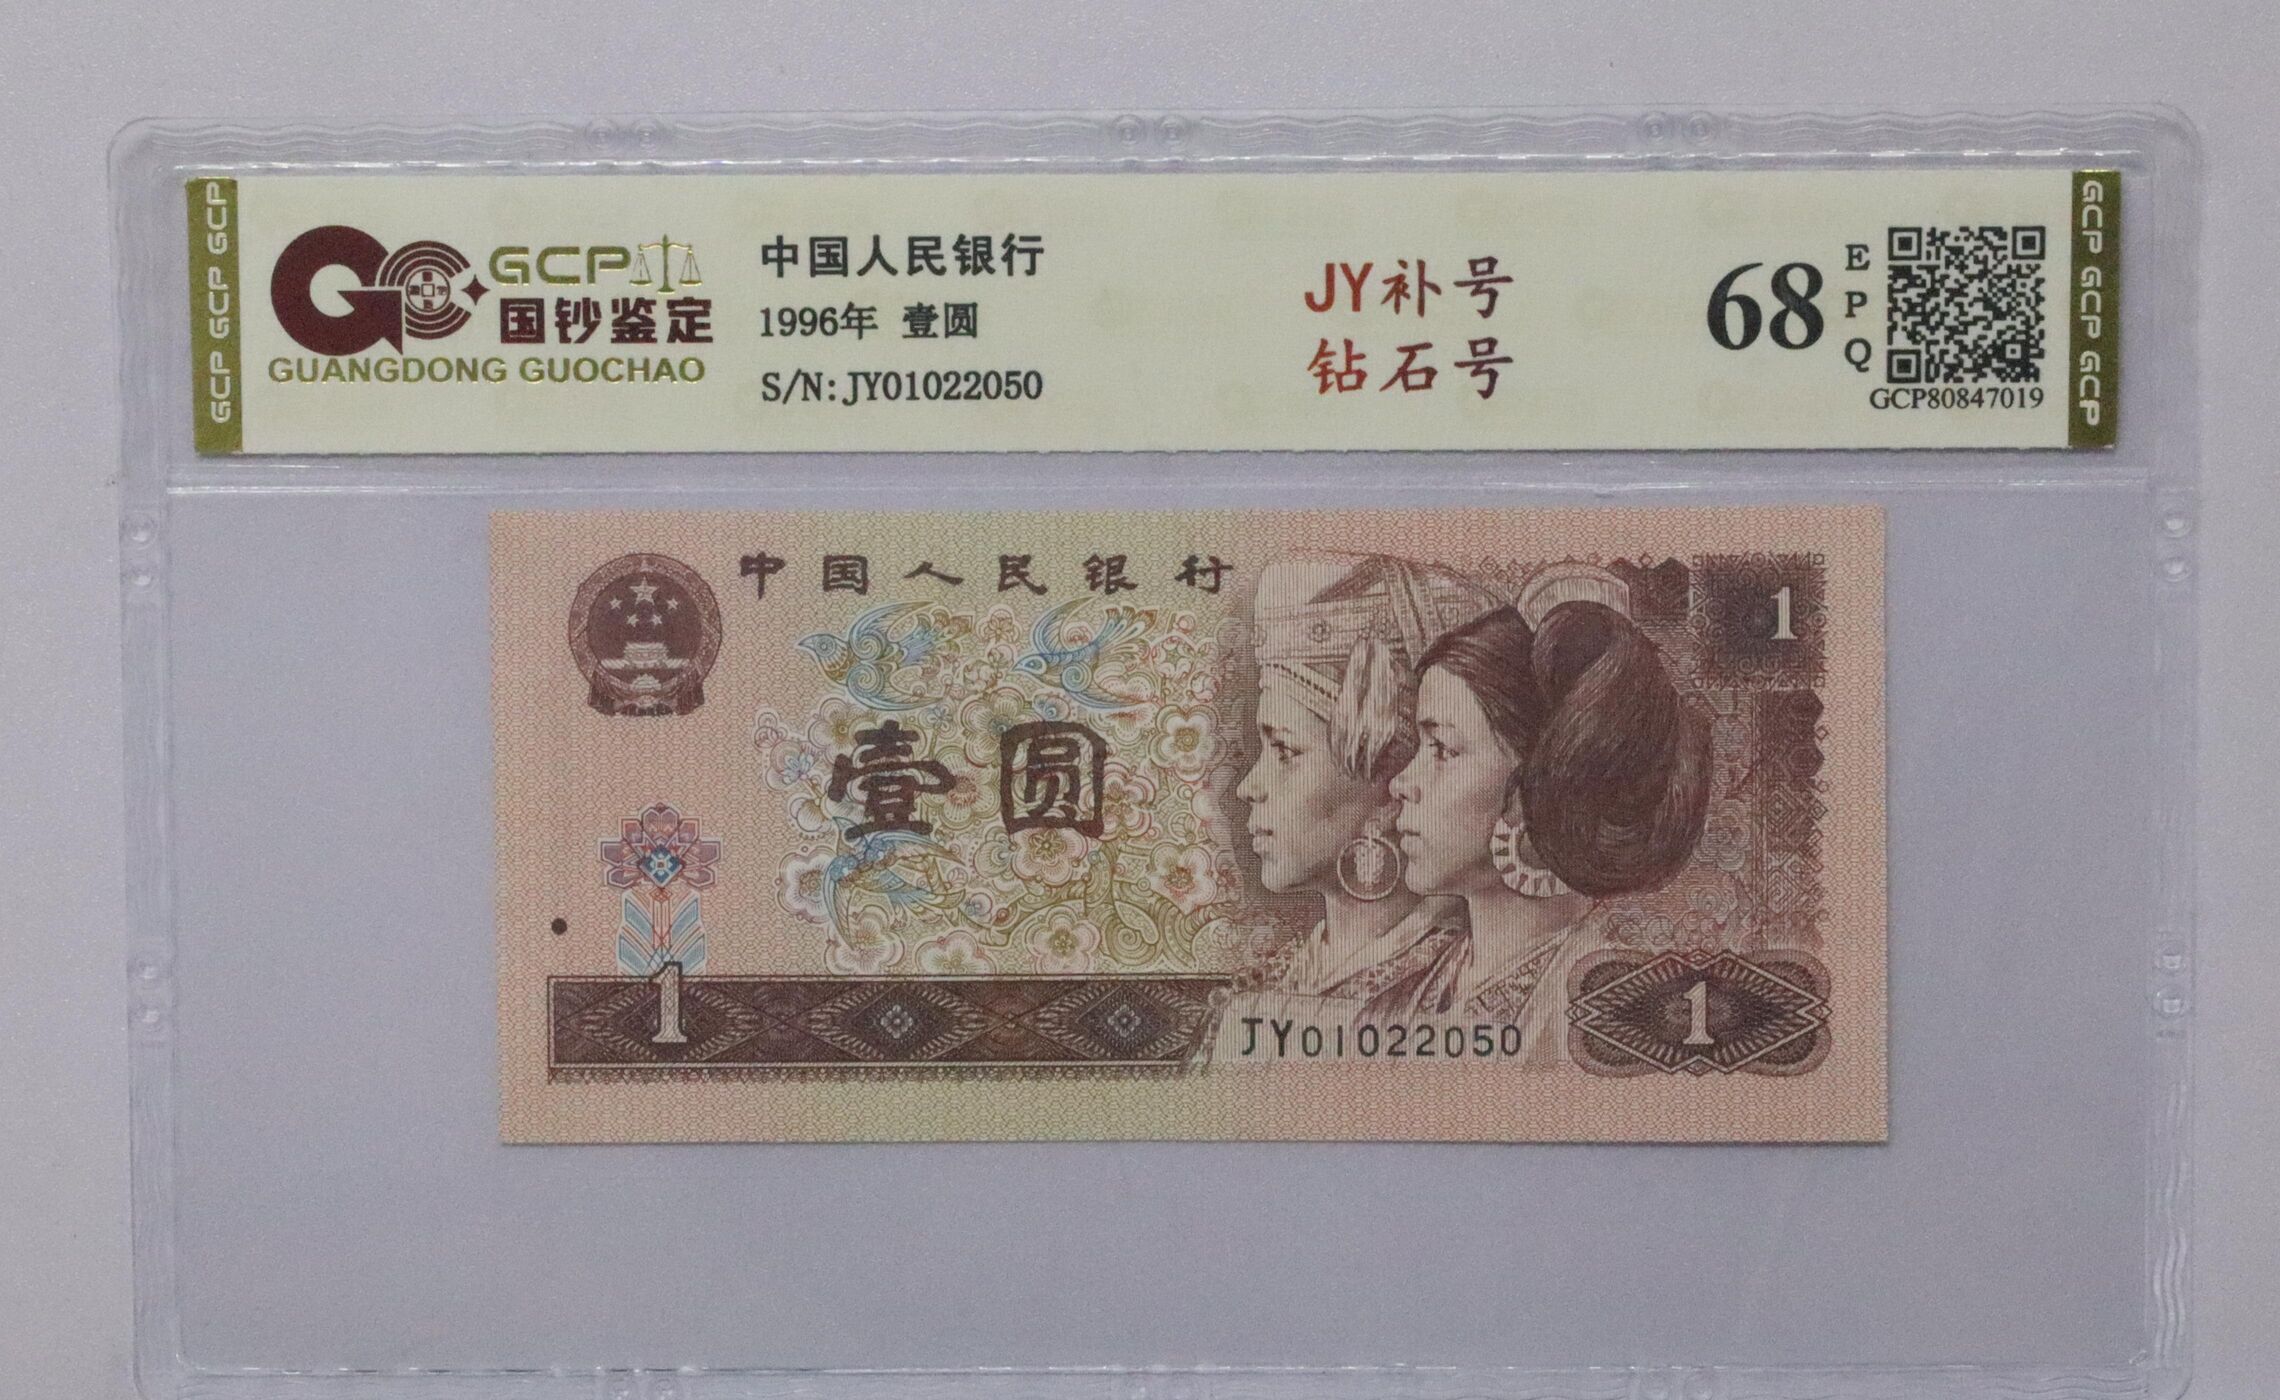 GCP GCP GCP
GCP
国钞鉴定
GUANGDONG GUOCHAO
中国人民银行
1996年 壹圆
S/N:JY01022050
JY补号
钻石号
68
E
P
Q
GCP80847019
GCP GCP GCP
中国人民银行
1
壹圆
1
JY01022050
1